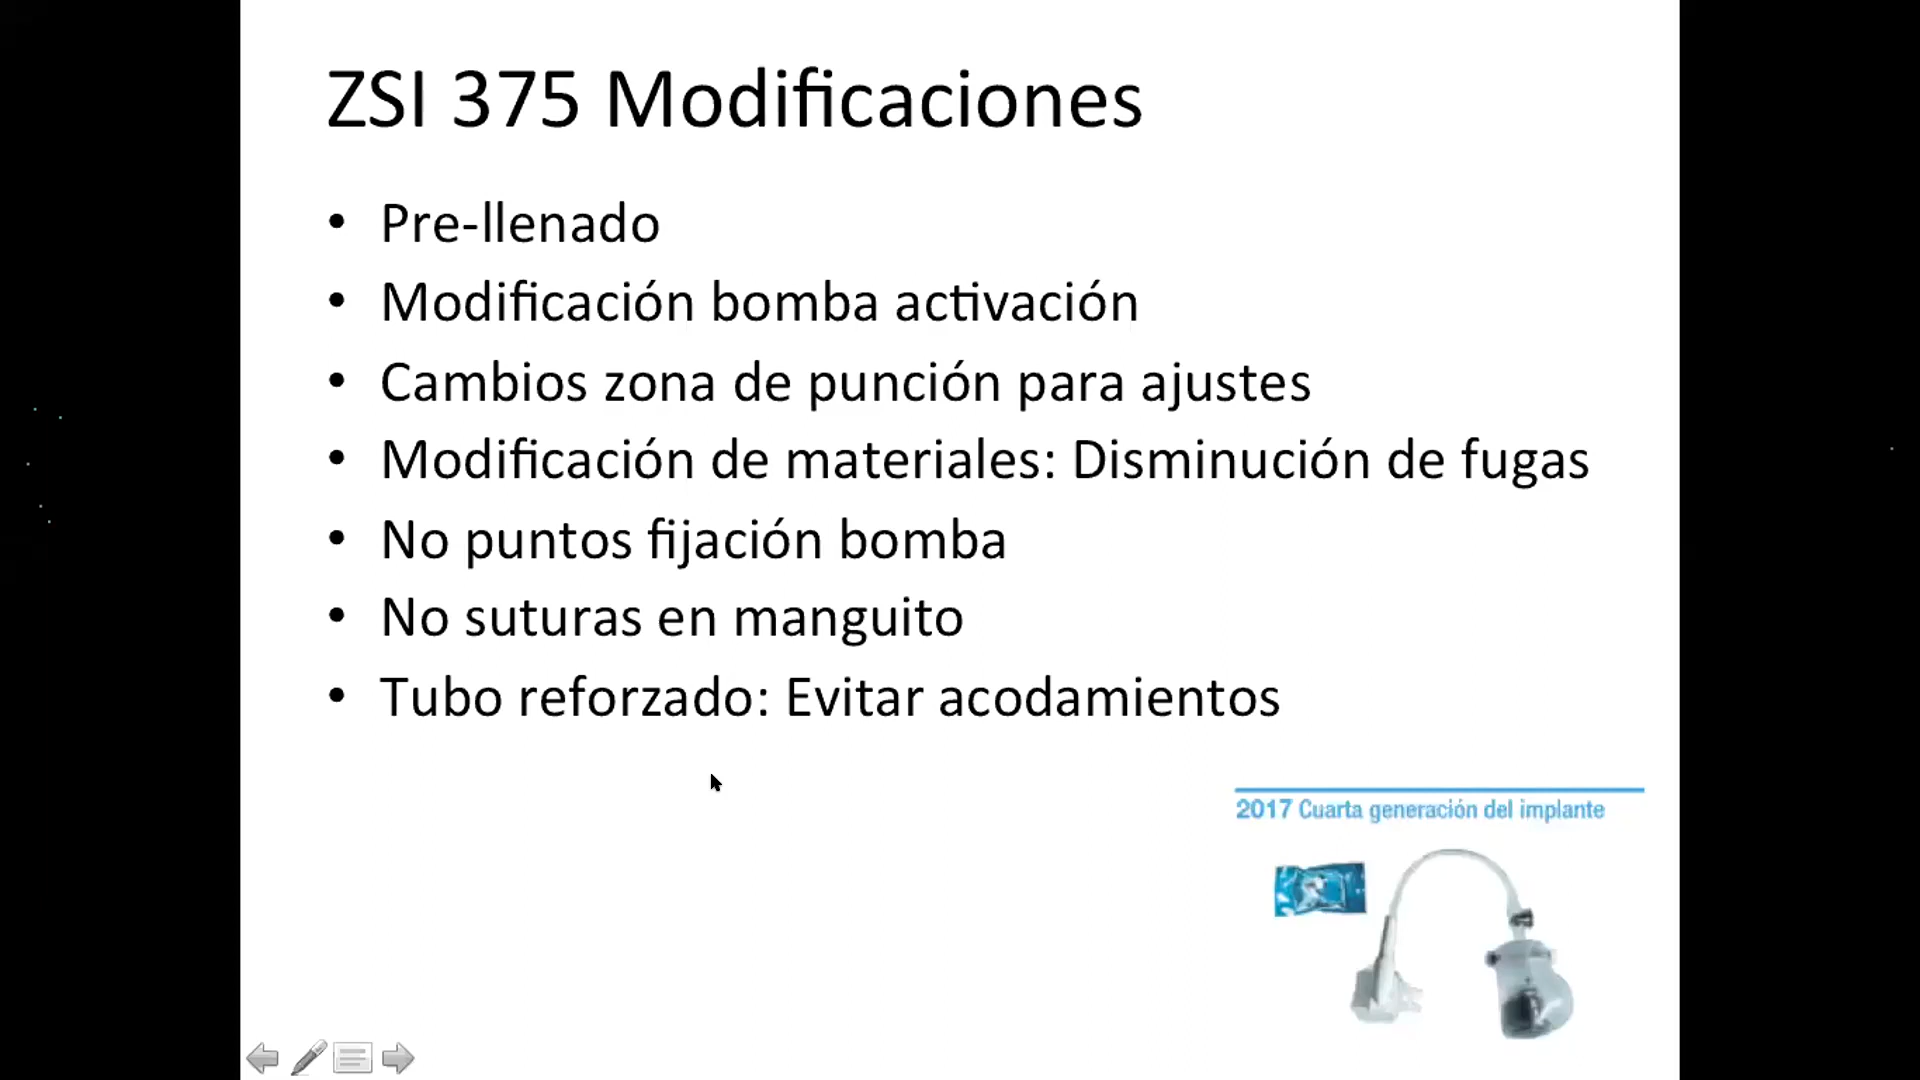 ZSI 375 Modificaciones
• Pre-llenado
• Modificación bomba activación
• Cambios zona de punción para ajustes
• Modificación de materiales: Disminución de fugas
• No puntos fijación bomba
• No suturas en manguito
• Tubo reforzado: Evitar acodamientos
2017 Cuarta generación del implante